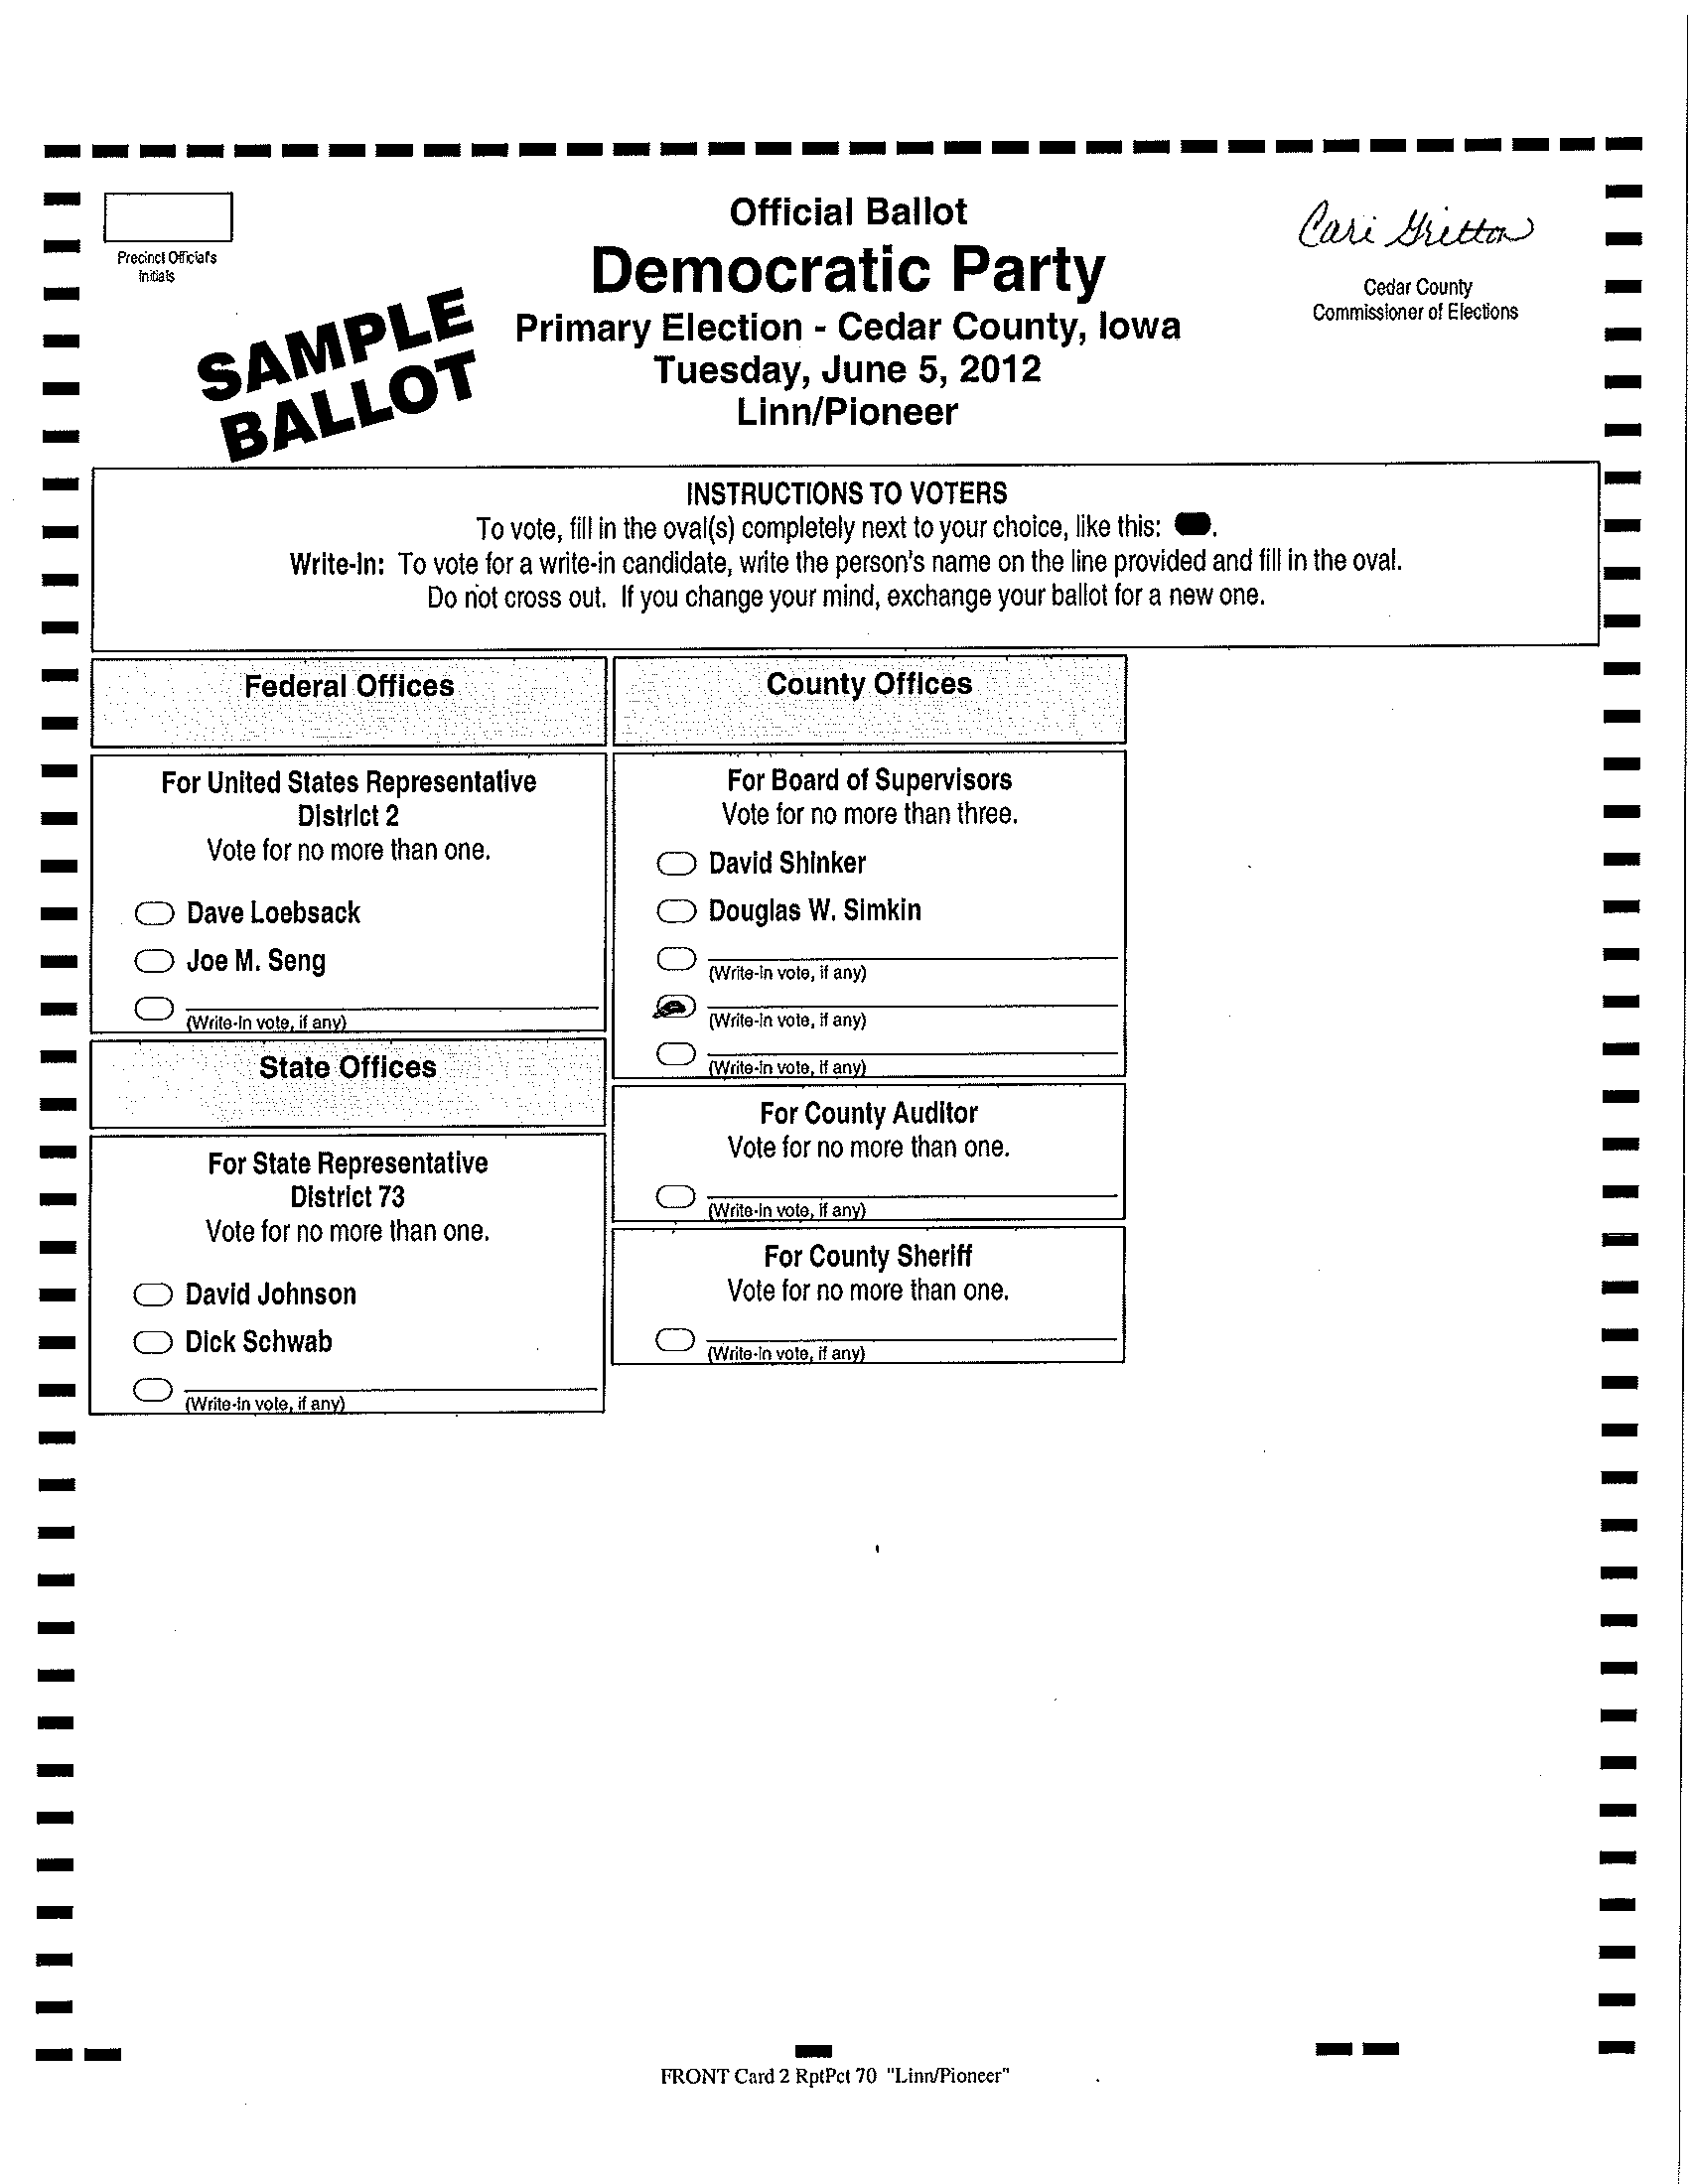 Official Ballot
Democratic Party
Primary Election - Cedar County, Iowa
Tuesday, June 5, 2012
Linn/Pioneer
Precinct Official's
Initials
SAMPLE
BALLOT
Cari Gritton
Cedar County
Commissioner of Elections
INSTRUCTIONS TO VOTERS
To vote, fill in the oval(s) completely next to your choice, like this: .
Write-In: To vote for a write-in candidate, write the person's name on the line provided and fill in the oval.
Do not cross out. If you change your mind, exchange your ballot for a new one.
Federal Offices
For United States Representative
District 2
Vote for no more than one.
Dave Loebsack
Joe M. Seng
(Write-In vote, if any)
State Offices
For State Representative
District 73
Vote for no more than one.
David Johnson
Dick Schwab
(Write-in vote, if any)
County Offices
For Board of Supervisors
Vote for no more than three.
David Shinker
Douglas W. Simkin
(Write-in vote, if any)
(Write-in vote, if any)
(Write-in vote, if any)
For County Auditor
Vote for no more than one.
(Write-in vote, if any)
For County Sheriff
Vote for no more than one.
(Write-in vote, if any)
FRONT Card 2 RptPct 70 "Linn/Pioneer"